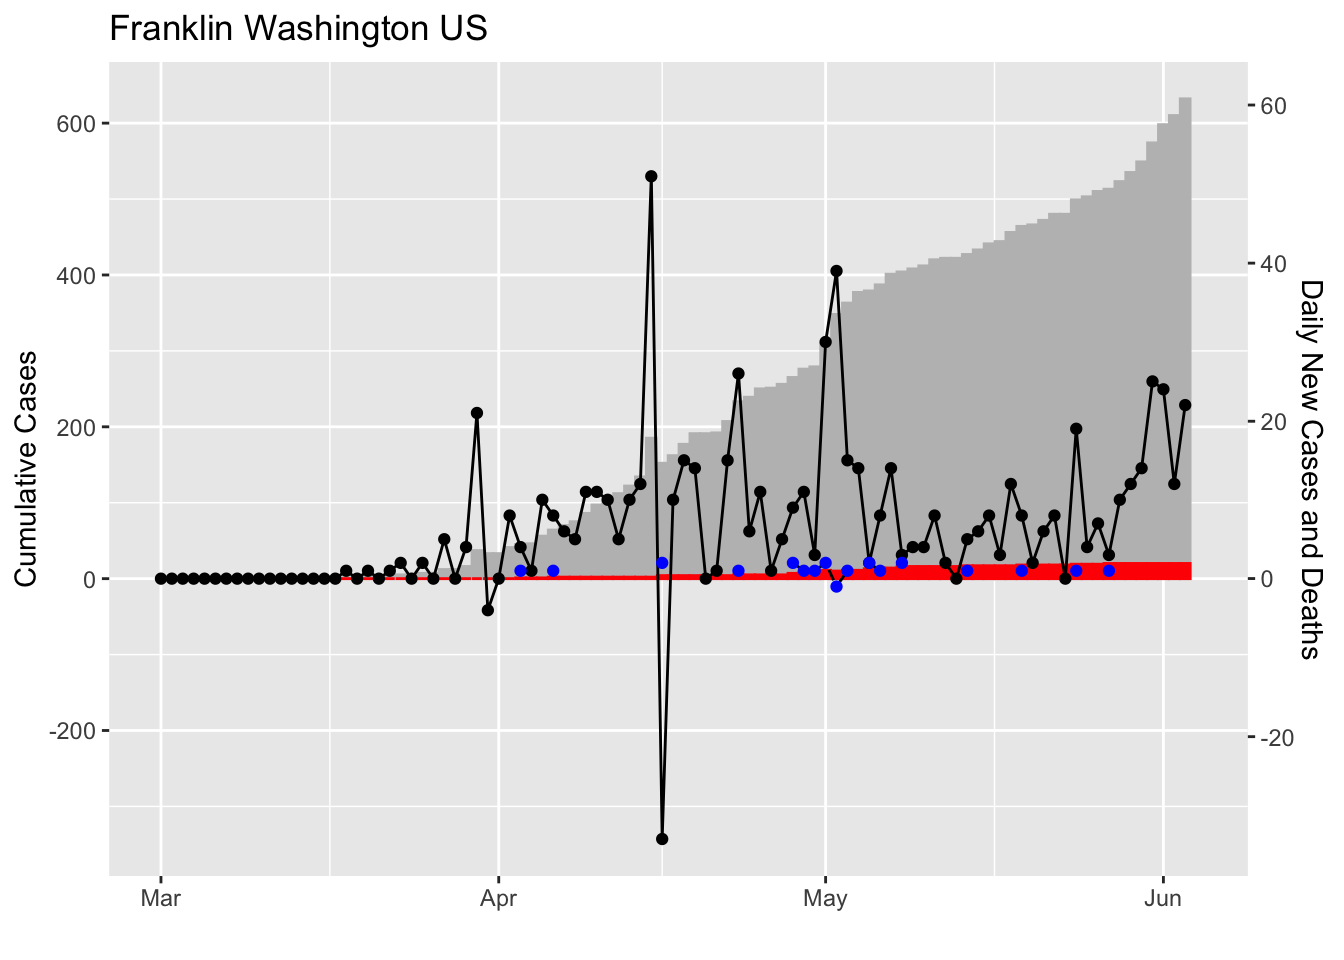 Franklin Washington US
Cumulative Cases
600
400
200
0
-200
60
40
20
0
-20
Daily New Cases and Deaths
Mar
Apr
May
Jun